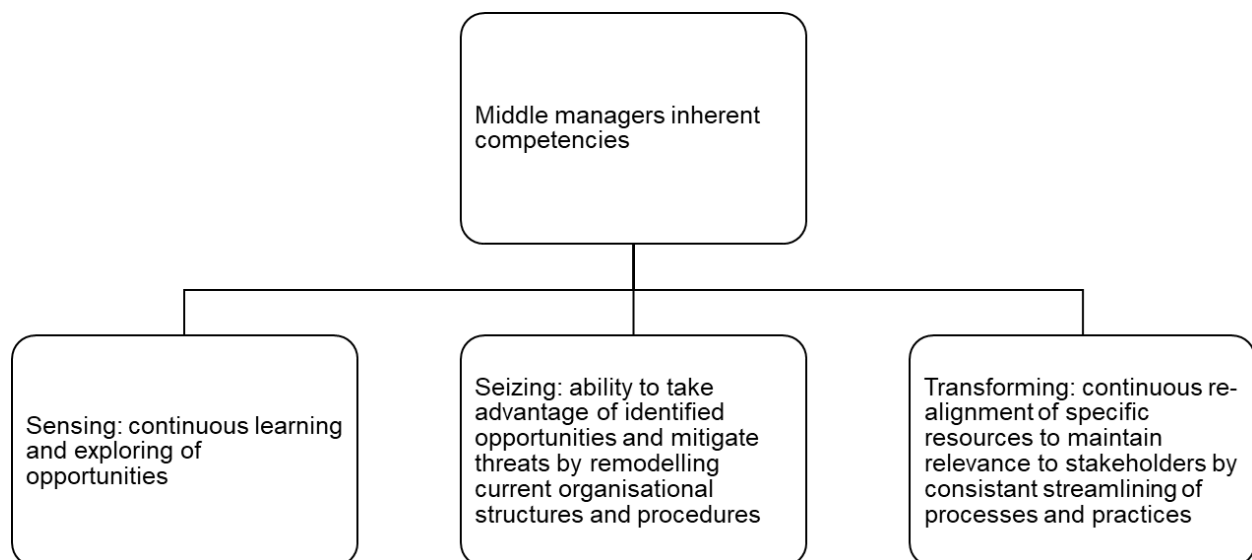 Middle managers inherent
competencies
Sensing: continuous learning
and exploring of
opportunities
Seizing: ability to take
advantage of identified
opportunities and mitigate
threats by remodelling
current organisational
structures and procedures
Transforming: continuous re-
alignment of specific
resources to maintain
relevance to stakeholders by
consistant streamlining of
processes and practices